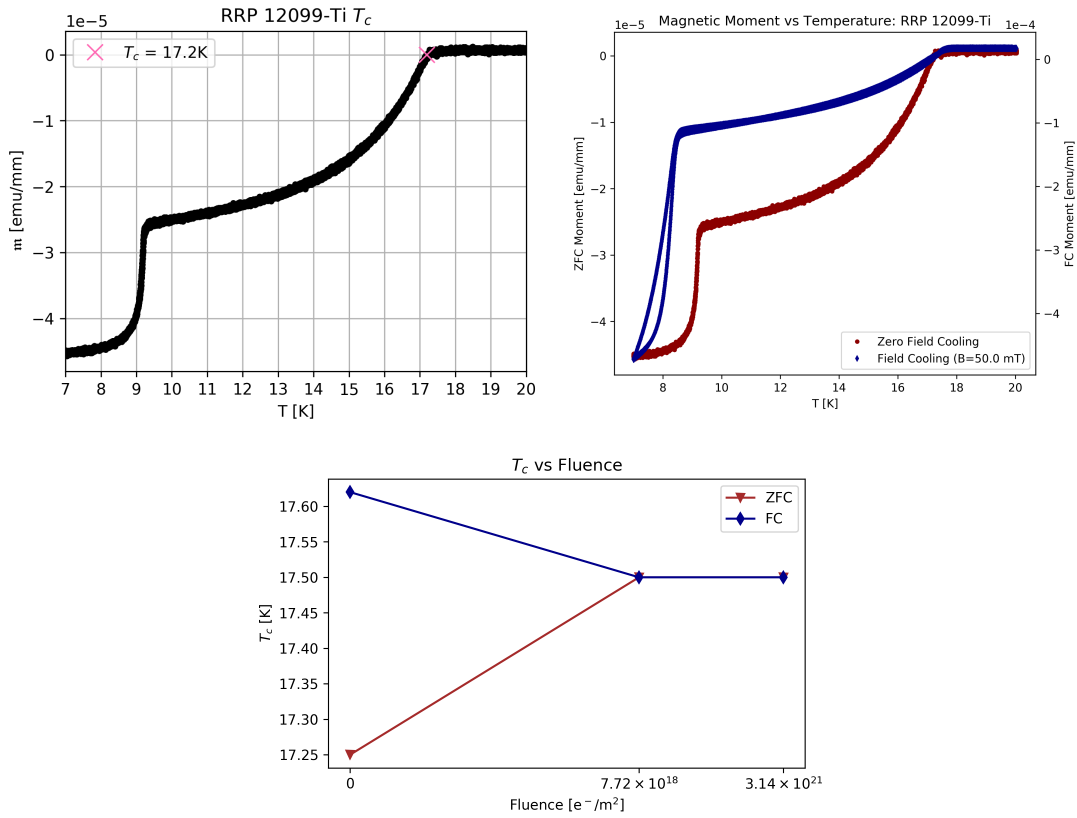 RRP 12099-Ti T_c
1e−5
T_c = 17.2K
0
−1
−2
−3
−4
m [emu/mm]
7 8 9 10 11 12 13 14 15 16 17 18 19 20
T [K]
Magnetic Moment vs Temperature: RRP 12099-Ti
1e−5
1e−4
0
−1
−2
−3
−4
ZFC Moment [emu/mm]
0
−1
−2
−3
−4
FC Moment [emu/mm]
Zero Field Cooling
Field Cooling (B=50.0 mT)
8 10 12 14 16 18 20
T [K]
T_c vs Fluence
ZFC
FC
17.60
17.55
17.50
17.45
17.40
17.35
17.30
17.25
T_c [K]
0 7.72 × 10^18 3.14 × 10^21
Fluence [e^−/m^2]